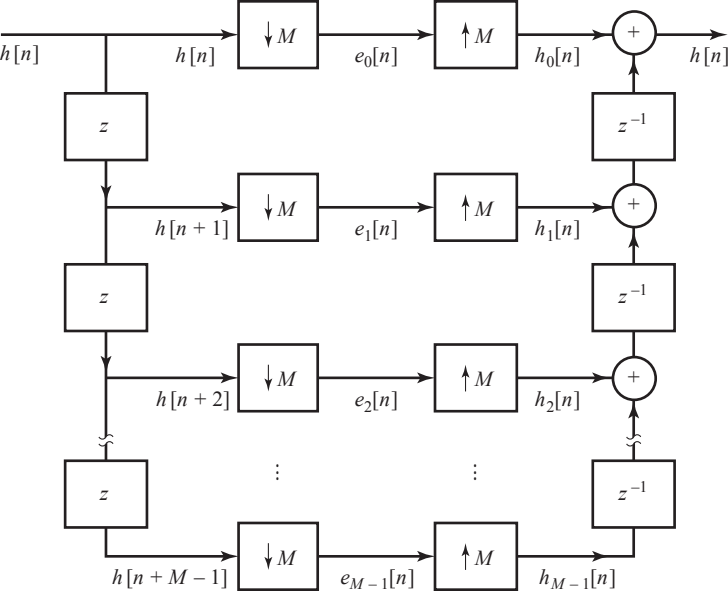 ↓M ↑M +
h[n] h[n] e₀[n] h₀[n] h[n]
z z⁻¹
↓M ↑M +
h[n + 1] e₁[n] h₁[n]
z z⁻¹
↓M ↑M +
h[n + 2] e₂[n] h₂[n]
⋮ ⋮
z z⁻¹
↓M ↑M
h[n + M − 1] e_{M − 1}[n] h_{M − 1}[n]